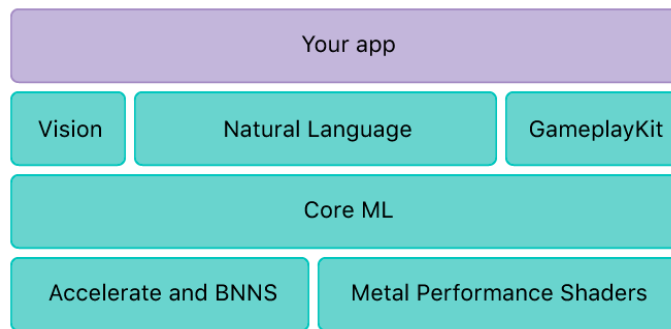 Your app
Vision Natural Language GameplayKit
Core ML
Accelerate and BNNS Metal Performance Shaders